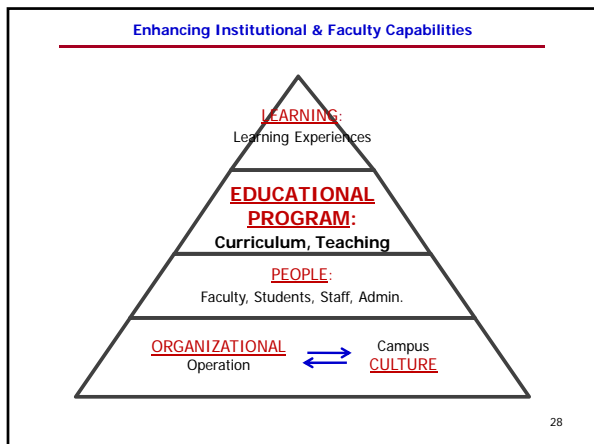 Enhancing Institutional & Faculty Capabilities
LEARNING:
Learning Experiences
EDUCATIONAL
PROGRAM:
Curriculum, Teaching
PEOPLE:
Faculty, Students, Staff, Admin.
ORGANIZATIONAL
Operation
Campus
CULTURE
28